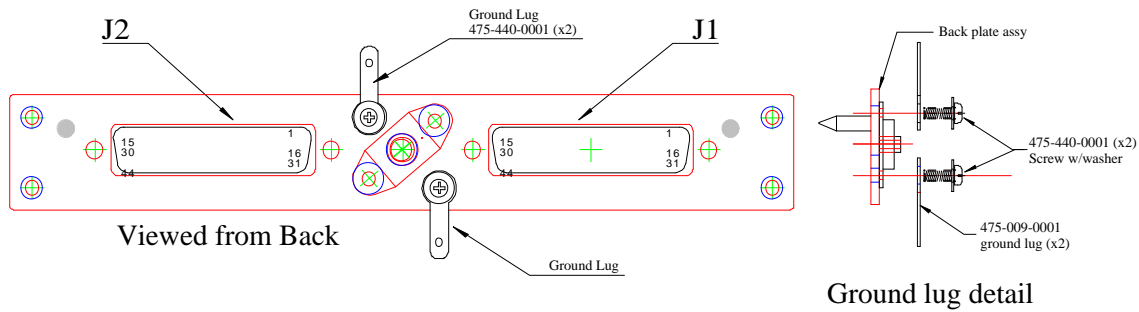 J2
Ground Lug
475-440-0001 (x2)
J1
15
30
44
1
16
31
15
30
44
1
16
31
Viewed from Back
Ground Lug
Back plate assy
475-440-0001 (x2)
Screw w/washer
475-009-0001
ground lug (x2)
Ground lug detail